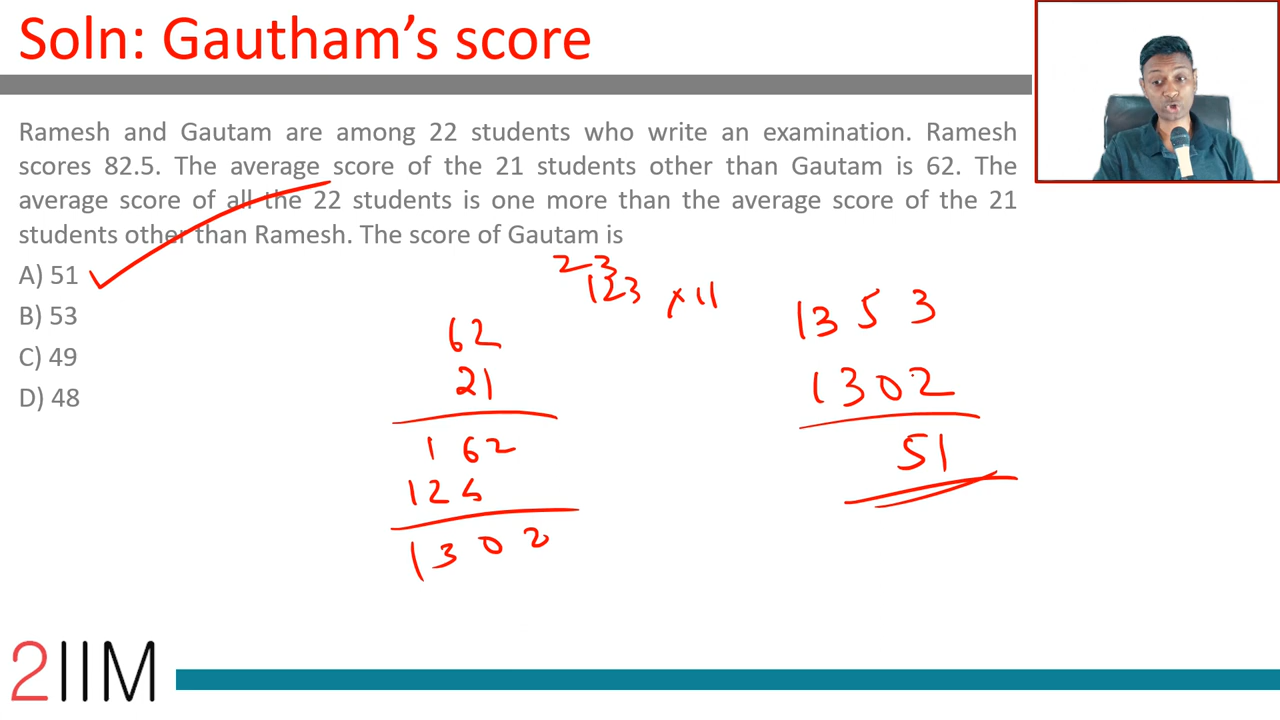 Soln: Gautham's score
Ramesh and Gautam are among 22 students who write an examination. Ramesh
scores 82.5. The average score of the 21 students other than Gautam is 62. The
average score of all the 22 students is one more than the average score of the 21
students other than Ramesh. The score of Gautam is
A) 51
B) 53
C) 49
D) 48
23
123 x 11
62
21
1 62
126
1302
1353
1302
51
2IIM